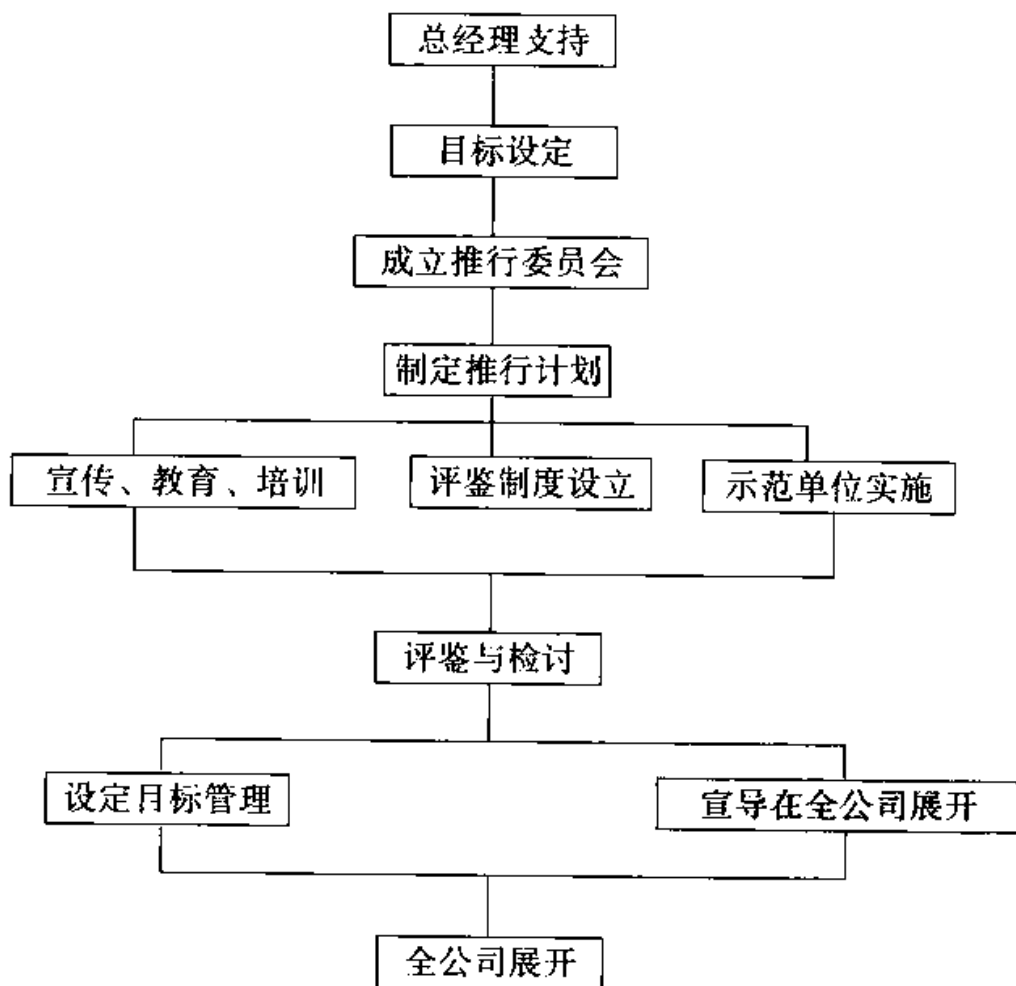 总经理支持
目标设定
成立推行委员会
制定推行计划
宣传、教育、培训
评鉴制度设立
示范单位实施
评鉴与检讨
设定月标管理
宣导在全公司展开
全公司展开